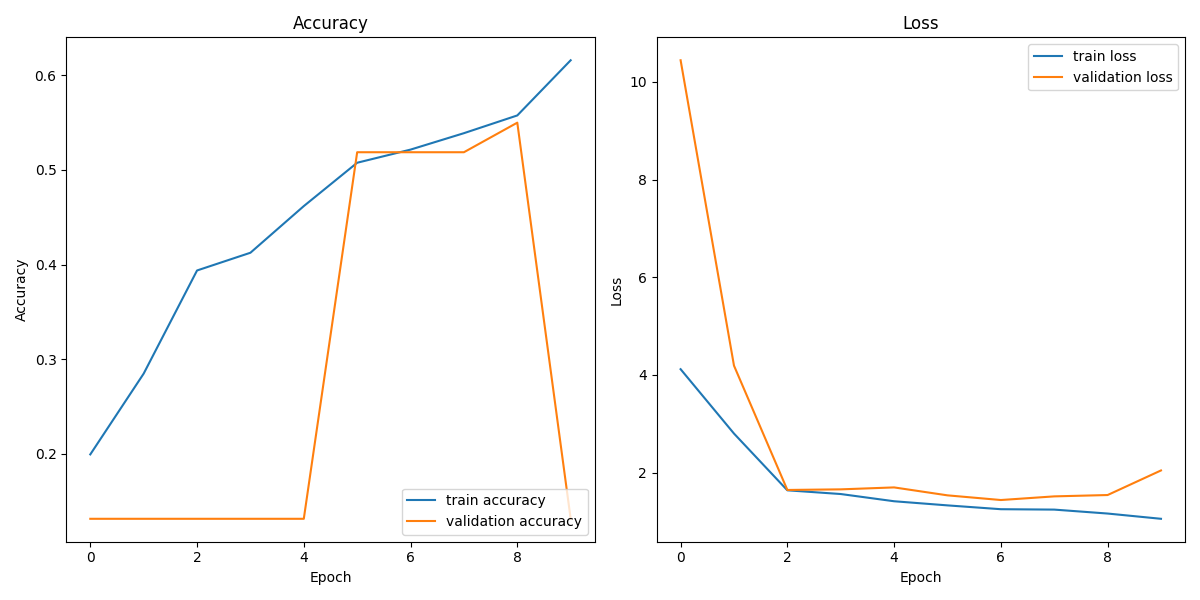 Accuracy
Accuracy
0.6
0.5
0.4
0.3
0.2
train accuracy
validation accuracy
0 2 4 6 8
Epoch
Loss
Loss
10
8
6
4
2
train loss
validation loss
0 2 4 6 8
Epoch